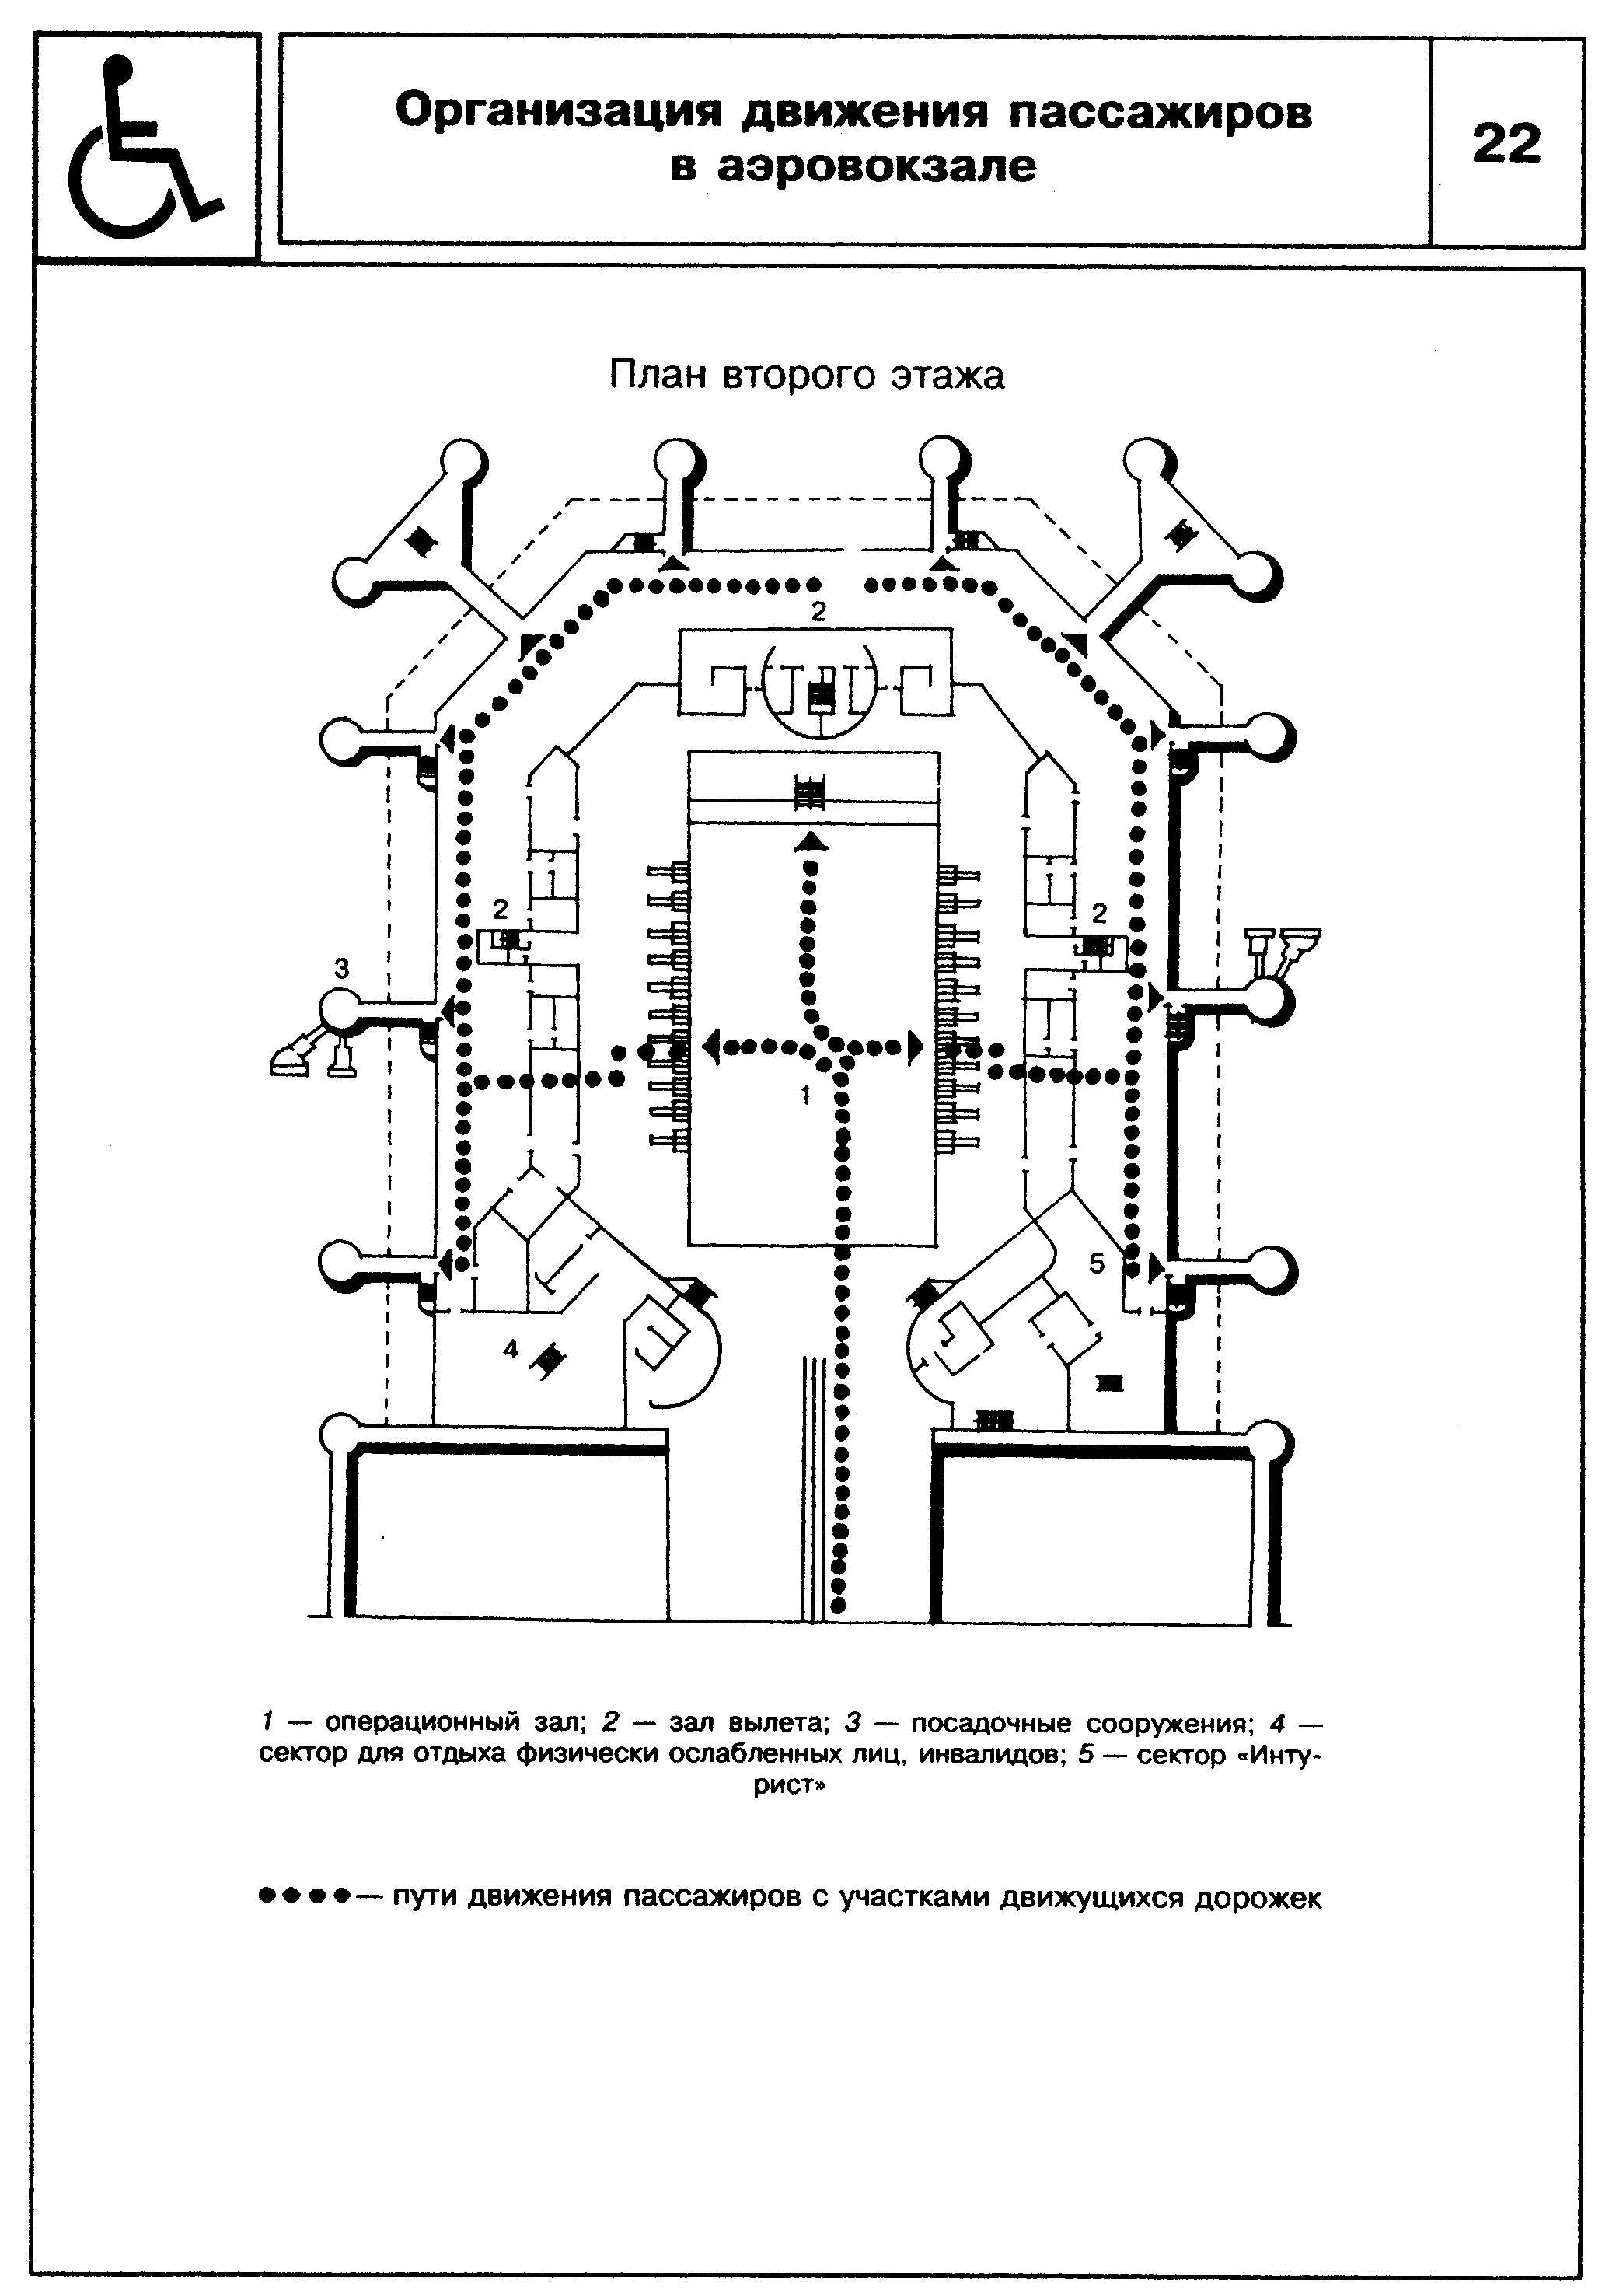 Организация движения пассажиров
в аэровокзале
22
План второго этажа
2
2
2
3
1
5
4
1 — операционный зал; 2 — зал вылета; 3 — посадочные сооружения; 4 —
сектор для отдыха физически ослабленных лиц, инвалидов; 5 — сектор «Инту-
рист»
— пути движения пассажиров с участками движущихся дорожек